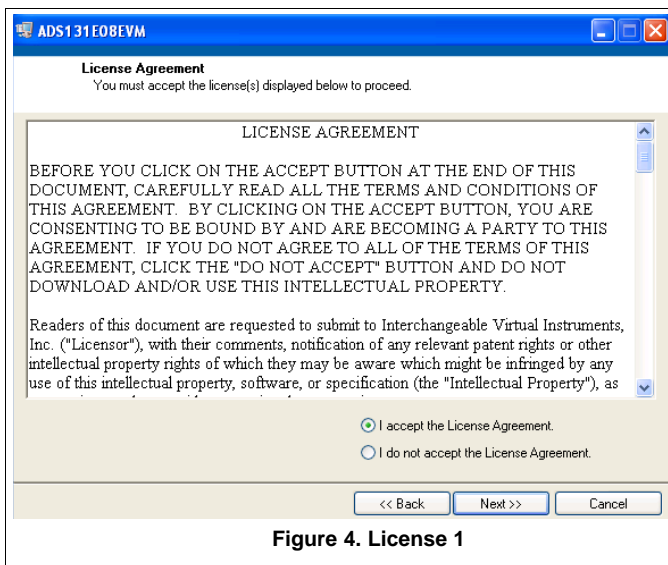 ADS131E08EVM
License Agreement
You must accept the license(s) displayed below to proceed.
LICENSE AGREEMENT
BEFORE YOU CLICK ON THE ACCEPT BUTTON AT THE END OF THIS
DOCUMENT, CAREFULLY READ ALL THE TERMS AND CONDITIONS OF
THIS AGREEMENT. BY CLICKING ON THE ACCEPT BUTTON, YOU ARE
CONSENTING TO BE BOUND BY AND ARE BECOMING A PARTY TO THIS
AGREEMENT. IF YOU DO NOT AGREE TO ALL OF THE TERMS OF THIS
AGREEMENT, CLICK THE "DO NOT ACCEPT" BUTTON AND DO NOT
DOWNLOAD AND/OR USE THIS INTELLECTUAL PROPERTY.
Readers of this document are requested to submit to Interchangeable Virtual Instruments,
Inc. ("Licensor"), with their comments, notification of any relevant patent rights or other
intellectual property rights of which they may be aware which might be infringed by any
use of this intellectual property, software, or specification (the "Intellectual Property"), as
I accept the License Agreement.
I do not accept the License Agreement.
<< Back
Next >>
Cancel
Figure 4. License 1